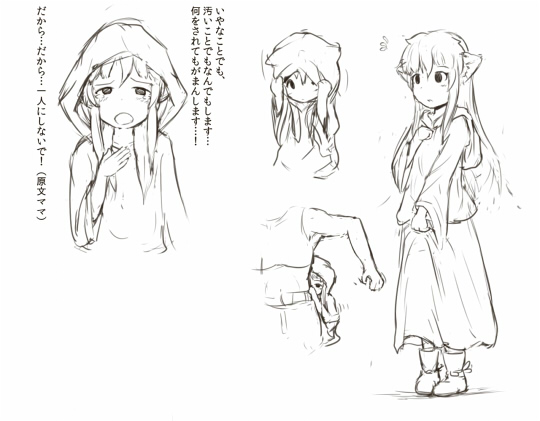 いやなことでも、
汚いことでもなんでもします…
何をされてもがまんします…！
だから…だから…一人にしないで！（原文ママ）